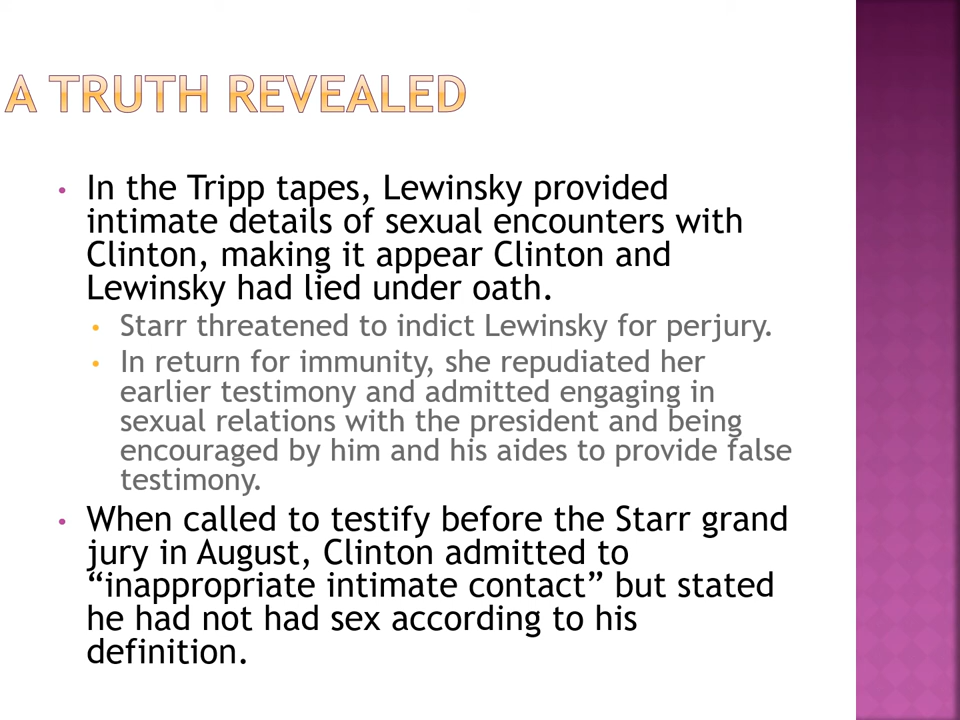 A TRUTH REVEALED
• In the Tripp tapes, Lewinsky provided
intimate details of sexual encounters with
Clinton, making it appear Clinton and
Lewinsky had lied under oath.
• Starr threatened to indict Lewinsky for perjury.
• In return for immunity, she repudiated her
earlier testimony and admitted engaging in
sexual relations with the president and being
encouraged by him and his aides to provide false
testimony.
• When called to testify before the Starr grand
jury in August, Clinton admitted to
“inappropriate intimate contact” but stated
he had not had sex according to his
definition.